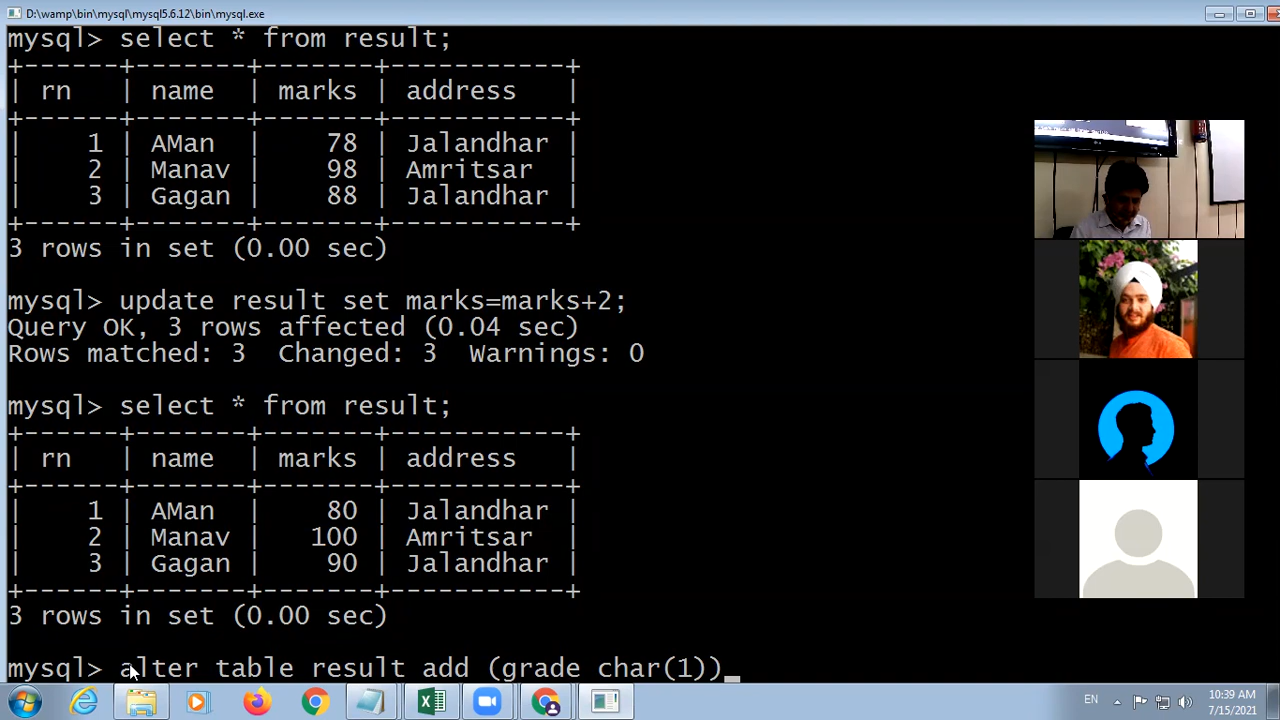 D:\wamp\bin\mysql\mysql5.6.12\bin\mysql.exe
mysql> select * from result;
+------+-------+-------+-----------+
| rn   | name  | marks | address   |
+------+-------+-------+-----------+
|    1 | AMan  |    78 | Jalandhar |
|    2 | Manav |    98 | Amritsar  |
|    3 | Gagan |    88 | Jalandhar |
+------+-------+-------+-----------+
3 rows in set (0.00 sec)
mysql> update result set marks=marks+2;
Query OK, 3 rows affected (0.04 sec)
Rows matched: 3  Changed: 3  Warnings: 0
mysql> select * from result;
+------+-------+-------+-----------+
| rn   | name  | marks | address   |
+------+-------+-------+-----------+
|    1 | AMan  |    80 | Jalandhar |
|    2 | Manav |   100 | Amritsar  |
|    3 | Gagan |    90 | Jalandhar |
+------+-------+-------+-----------+
3 rows in set (0.00 sec)
mysql> alter table result add (grade char(1))_
EN
10:39 AM
7/15/2021